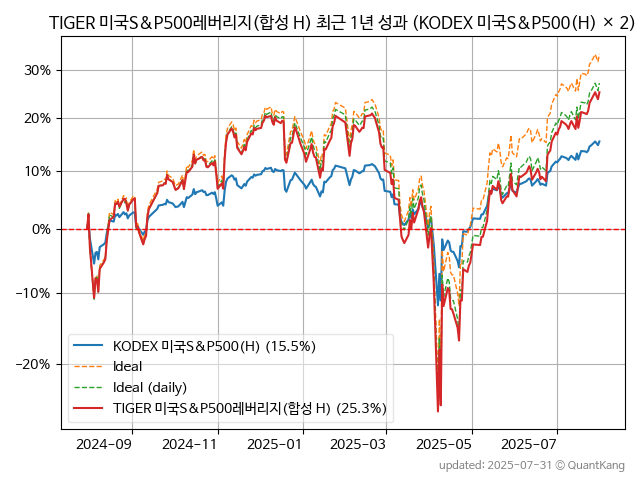 TIGER 미국S&P500레버리지(합성 H) 최근 1년 성과 (KODEX 미국S&P500(H) × 2)
30%
20%
10%
0%
−10%
−20%
KODEX 미국S&P500(H) (15.5%)
Ideal
Ideal (daily)
TIGER 미국S&P500레버리지(합성 H) (25.3%)
2024-09 2024-11 2025-01 2025-03 2025-05 2025-07
updated: 2025-07-31 © QuantKang